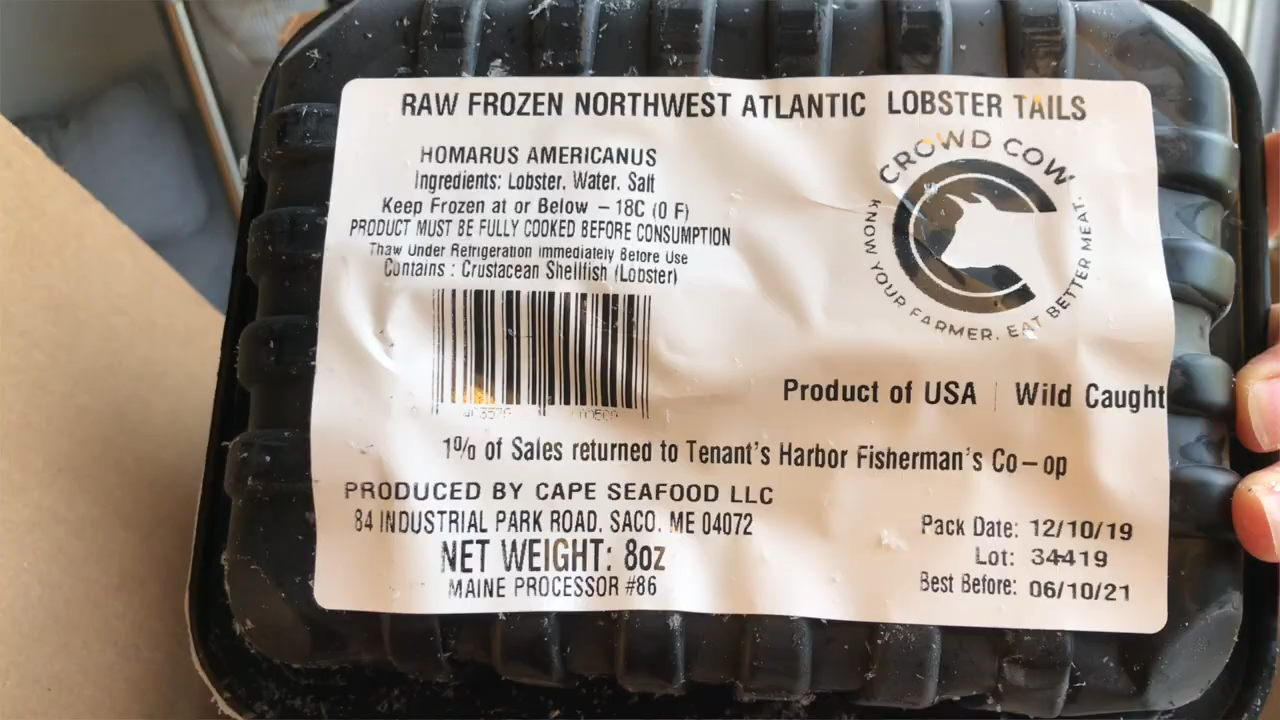 RAW FROZEN NORTHWEST ATLANTIC LOBSTER TAILS
HOMARUS AMERICANUS
Ingredients: Lobster, Water, Salt
Keep Frozen at or Below – 18C (0 F)
PRODUCT MUST BE FULLY COOKED BEFORE CONSUMPTION
Thaw Under Refrigeration Immediately Before Use
Contains : Crustacean Shellfish (Lobster)
CROWD COW
KNOW YOUR FARMER. EAT BETTER MEAT.
Product of USA | Wild Caught
1% of Sales returned to Tenant's Harbor Fisherman's Co–op
PRODUCED BY CAPE SEAFOOD LLC
84 INDUSTRIAL PARK ROAD. SACO. ME 04072
NET WEIGHT: 8oz
MAINE PROCESSOR #86
Pack Date: 12/10/19
Lot: 34419
Best Before: 06/10/21